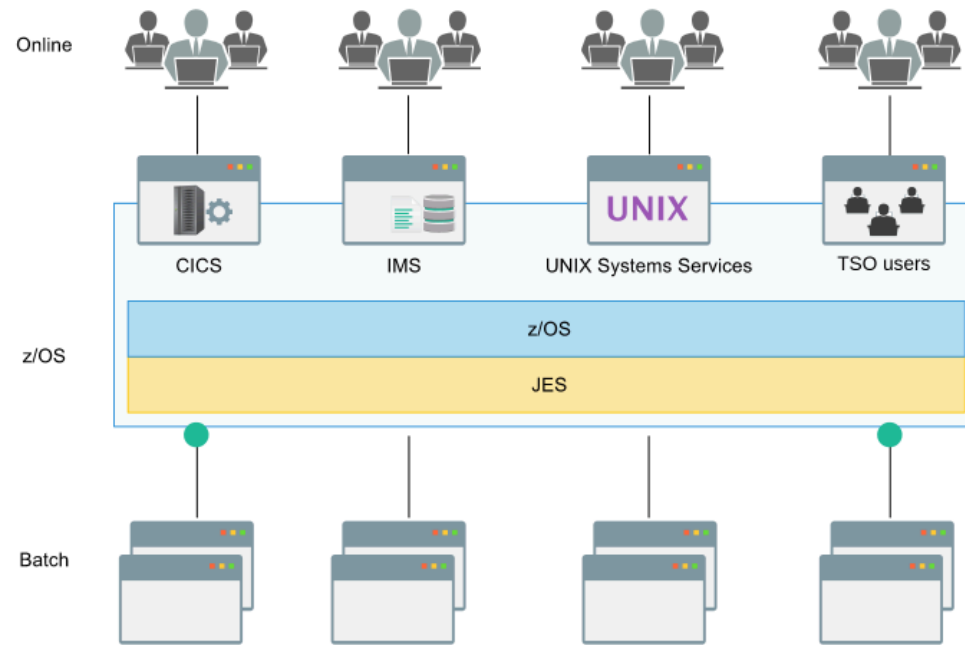 Online
UNIX
CICS
IMS
UNIX Systems Services
TSO users
z/OS
z/OS
JES
Batch